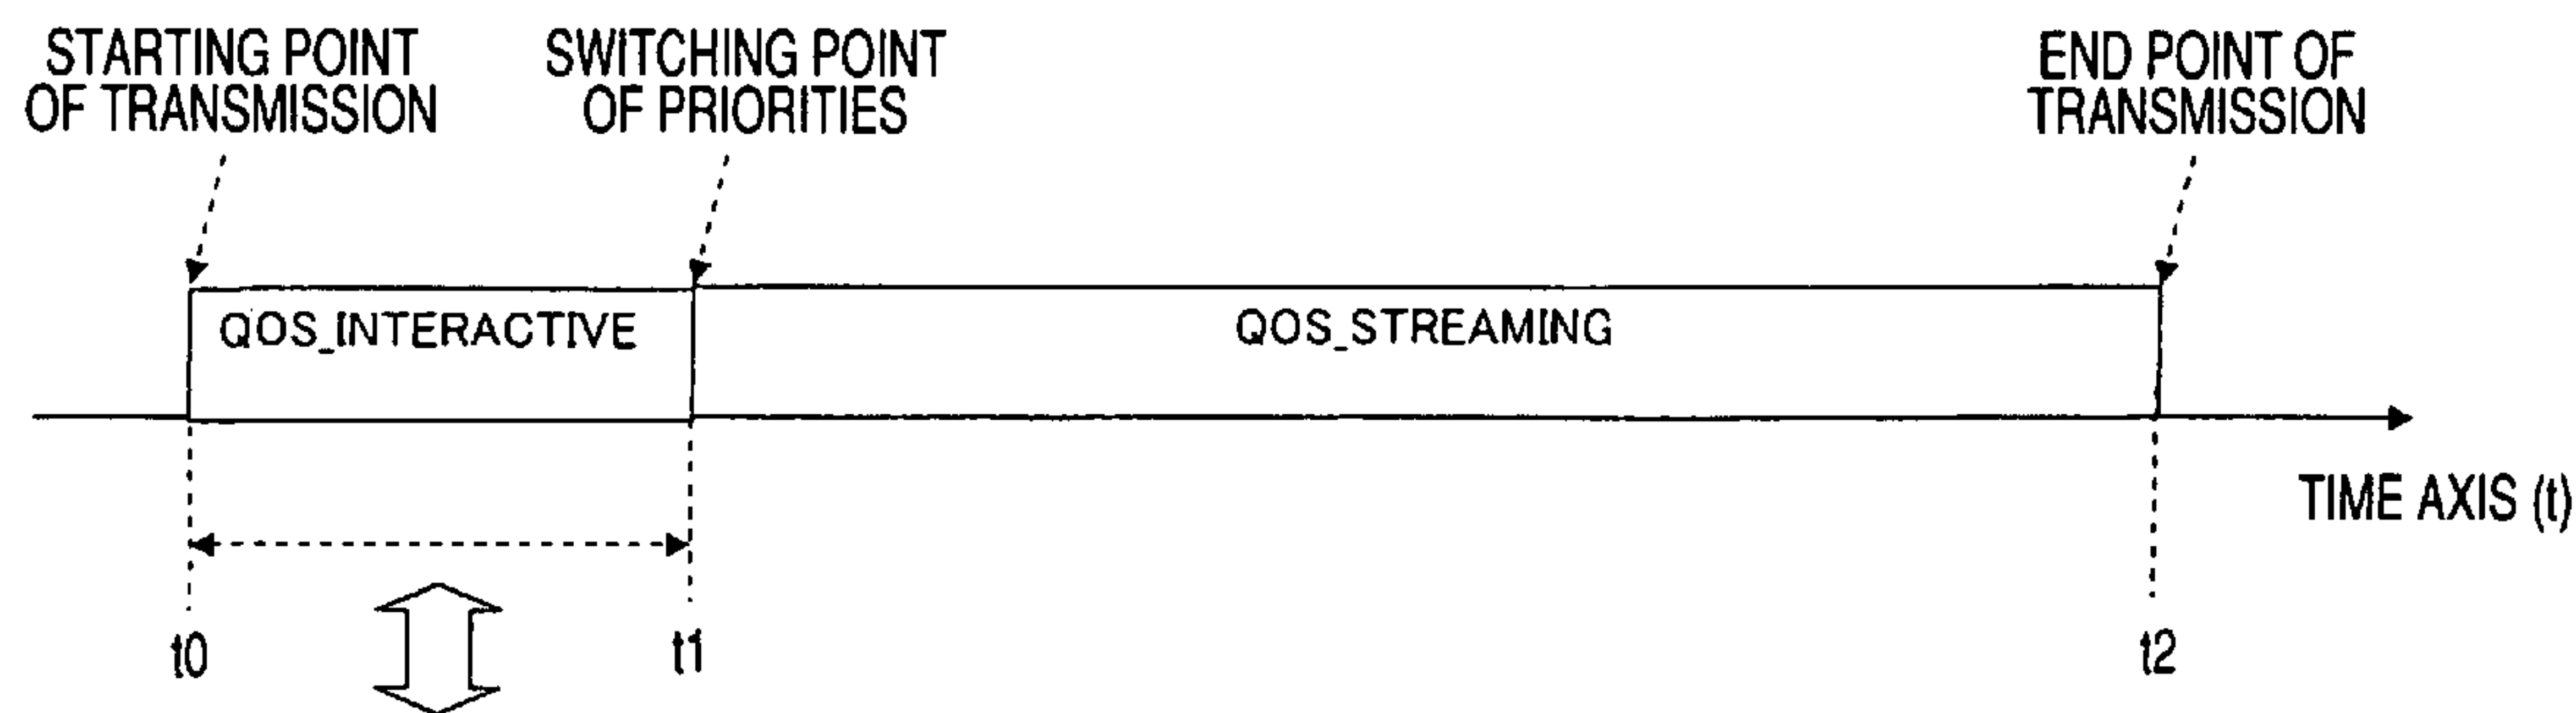 STARTING POINT
OF TRANSMISSION
SWITCHING POINT
OF PRIORITIES
END POINT OF
TRANSMISSION
QOS_INTERACTIVE
QOS_STREAMING
TIME AXIS (t)
t0
t1
t2